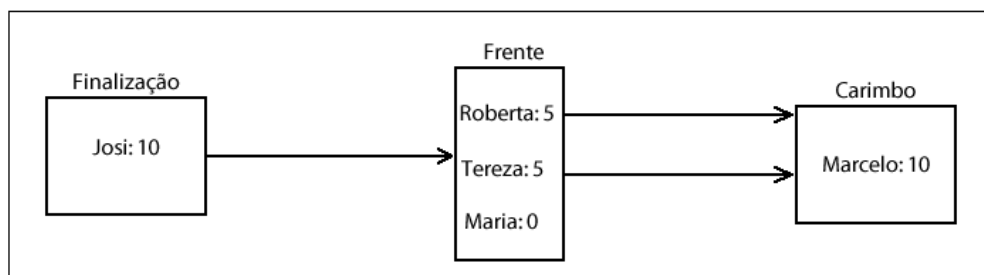 Finalização
Josi: 10
Frente
Roberta: 5
Tereza: 5
Maria: 0
Carimbo
Marcelo: 10